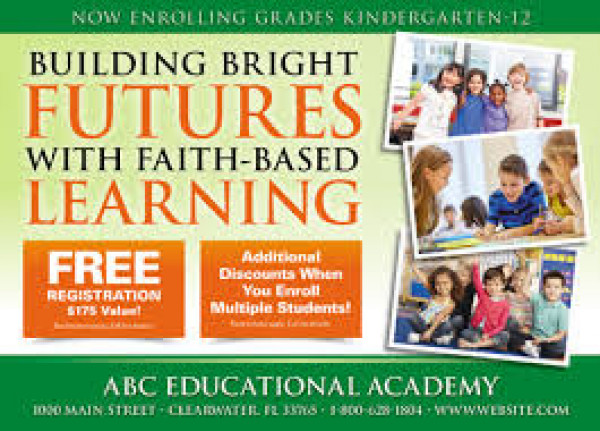 NOW ENROLLING GRADES KINDERGARTEN-12
BUILDING BRIGHT
FUTURES
WITH FAITH-BASED
LEARNING
FREE
REGISTRATION
$175 Value!
Additional
Discounts When
You Enroll
Multiple Students!
ABC EDUCATIONAL ACADEMY
1000 MAIN STREET • CLEARWATER, FL 33765 • 1-800-628-1804 • WWW.WEBSITE.COM